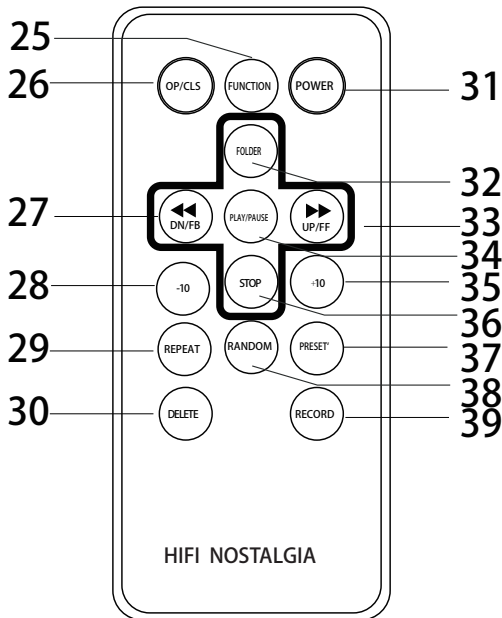 25
26
OP/CLS
FUNCTION
POWER
31
FOLDER
32
27
DN/FB
PLAY/PAUSE
UP/FF
33
34
28
-10
STOP
+10
35
36
29
REPEAT
RANDOM
PRESET'
37
38
30
DELETE
RECORD
39
HIFI NOSTALGIA